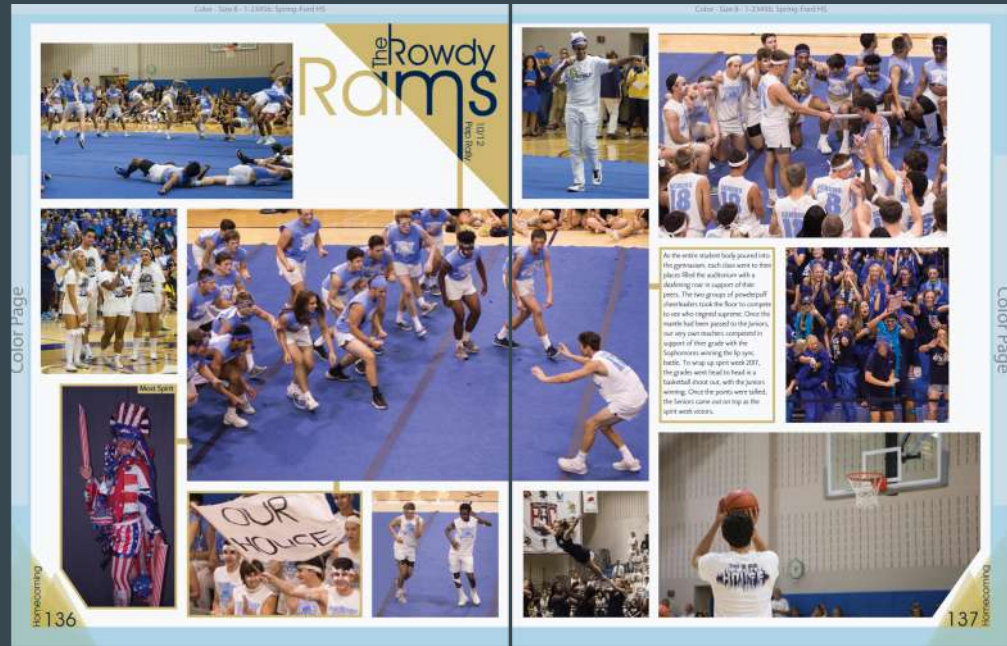 Color - Size 8 - 1-23456; Spring-Ford HS
Color - Size 8 - 1-23456; Spring-Ford HS
The Rowdy
Rams
10/12
Pep Rally
Color Page
Most Spirit
OUR
HOUSE
Homecoming
136
SENIORS
18
18
8
As the entire student body poured into
the gymnasium, each class went to their
places filled the auditorium with a
deafening roar in support of their
peers. The two groups of powderpuff
cheerleaders took the floor to compete
to see who reigned supreme. Once the
mantle had been passed to the Juniors,
our very own teachers competed in
support of their grade with the
Sophomores winning the lip sync
battle. To wrap up spirit week 2017,
the grades went head to head in a
basketball shoot out, with the Juniors
winning. Once the points were tallied,
the Seniors came out on top as the
spirit week victors.
HOUSE
Color Page
137
Homecoming